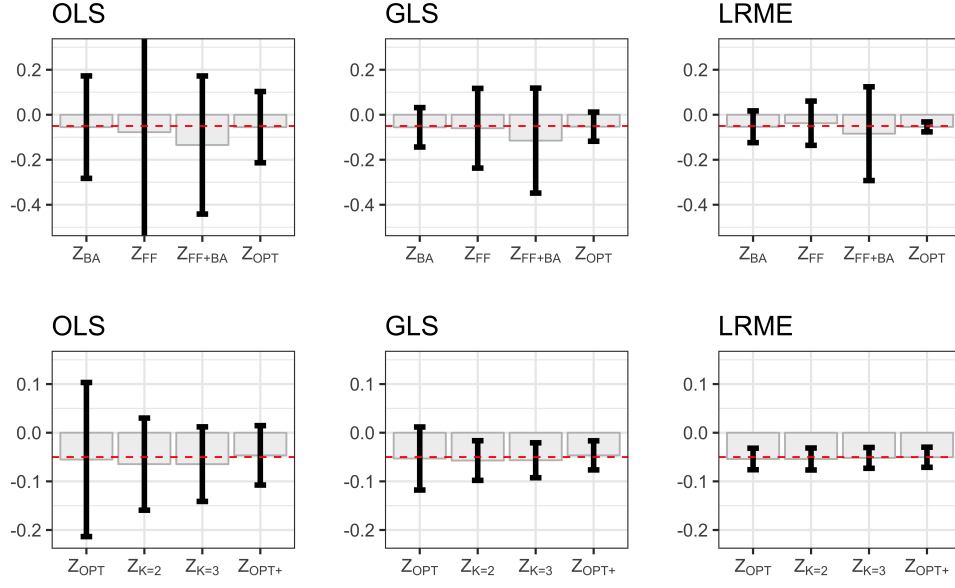 OLS GLS LRME
0.2 0.2 0.2
0.0 0.0 0.0
-0.2 -0.2 -0.2
-0.4 -0.4 -0.4
Z_BA Z_FF Z_FF+BA Z_OPT Z_BA Z_FF Z_FF+BA Z_OPT Z_BA Z_FF Z_FF+BA Z_OPT
OLS GLS LRME
0.1 0.1 0.1
0.0 0.0 0.0
-0.1 -0.1 -0.1
-0.2 -0.2 -0.2
Z_OPT Z_K=2 Z_K=3 Z_OPT+ Z_OPT Z_K=2 Z_K=3 Z_OPT+ Z_OPT Z_K=2 Z_K=3 Z_OPT+